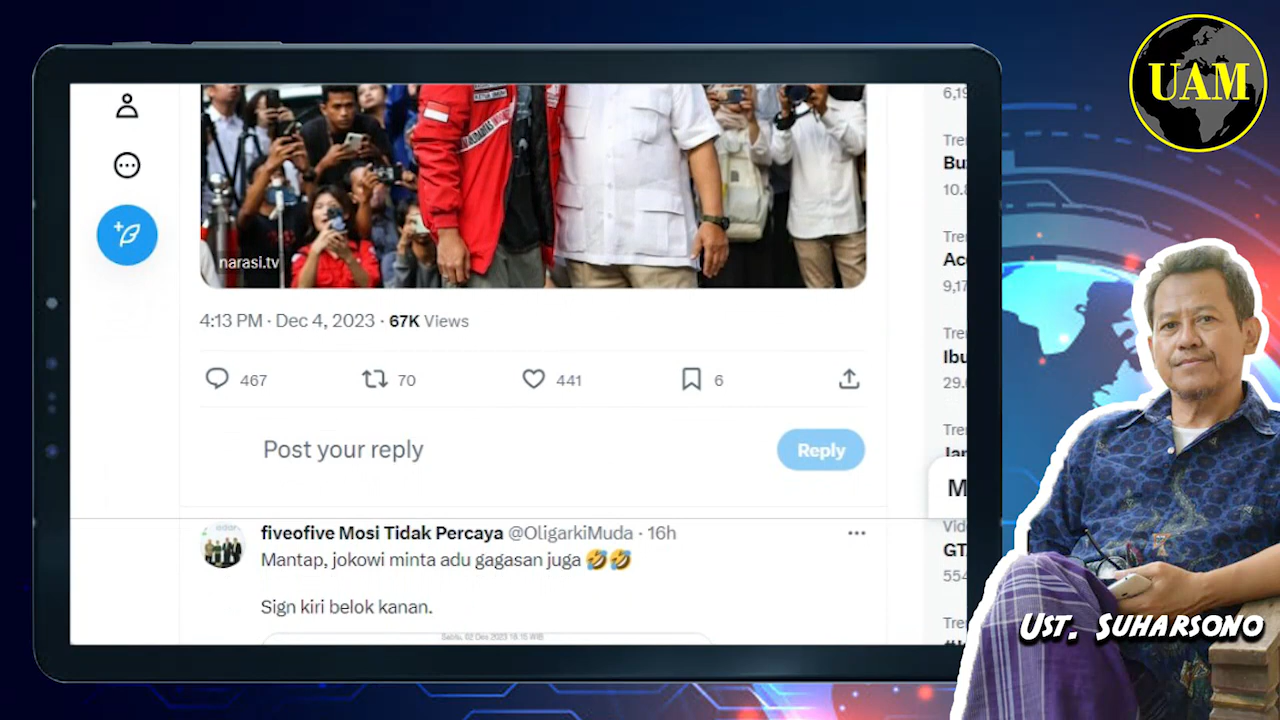 UAM
6,19
Tre
Bu
10.8
Tre
Ac
9,17
Tre
Ibu
29.
Tre
narasi.tv
4:13 PM · Dec 4, 2023 · 67K Views
467 70 441 6
Post your reply Reply
M
fiveofive Mosi Tidak Percaya @OligarkiMuda · 16h
Mantap, jokowi minta adu gagasan juga 🤣🤣
Sign kiri belok kanan.
Sabtu, 02 Des 2023 18.15 WIB
Vid
GT
554
Tre
UST. SUHARSONO